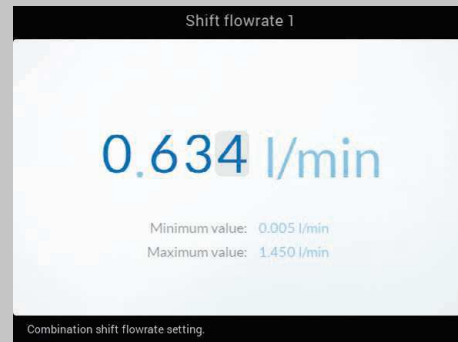 Shift flowrate 1
0.634 l/min
Minimum value: 0.005 l/min
Maximum value: 1.450 l/min
Combination shift flowrate setting.